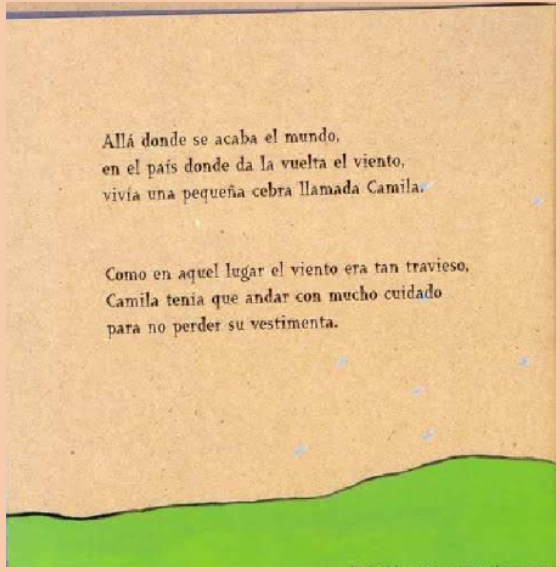 Allá donde se acaba el mundo,
en el país donde da la vuelta el viento,
vivía una pequeña cebra llamada Camila.
Como en aquel lugar el viento era tan travieso,
Camila tenía que andar con mucho cuidado
para no perder su vestimenta.